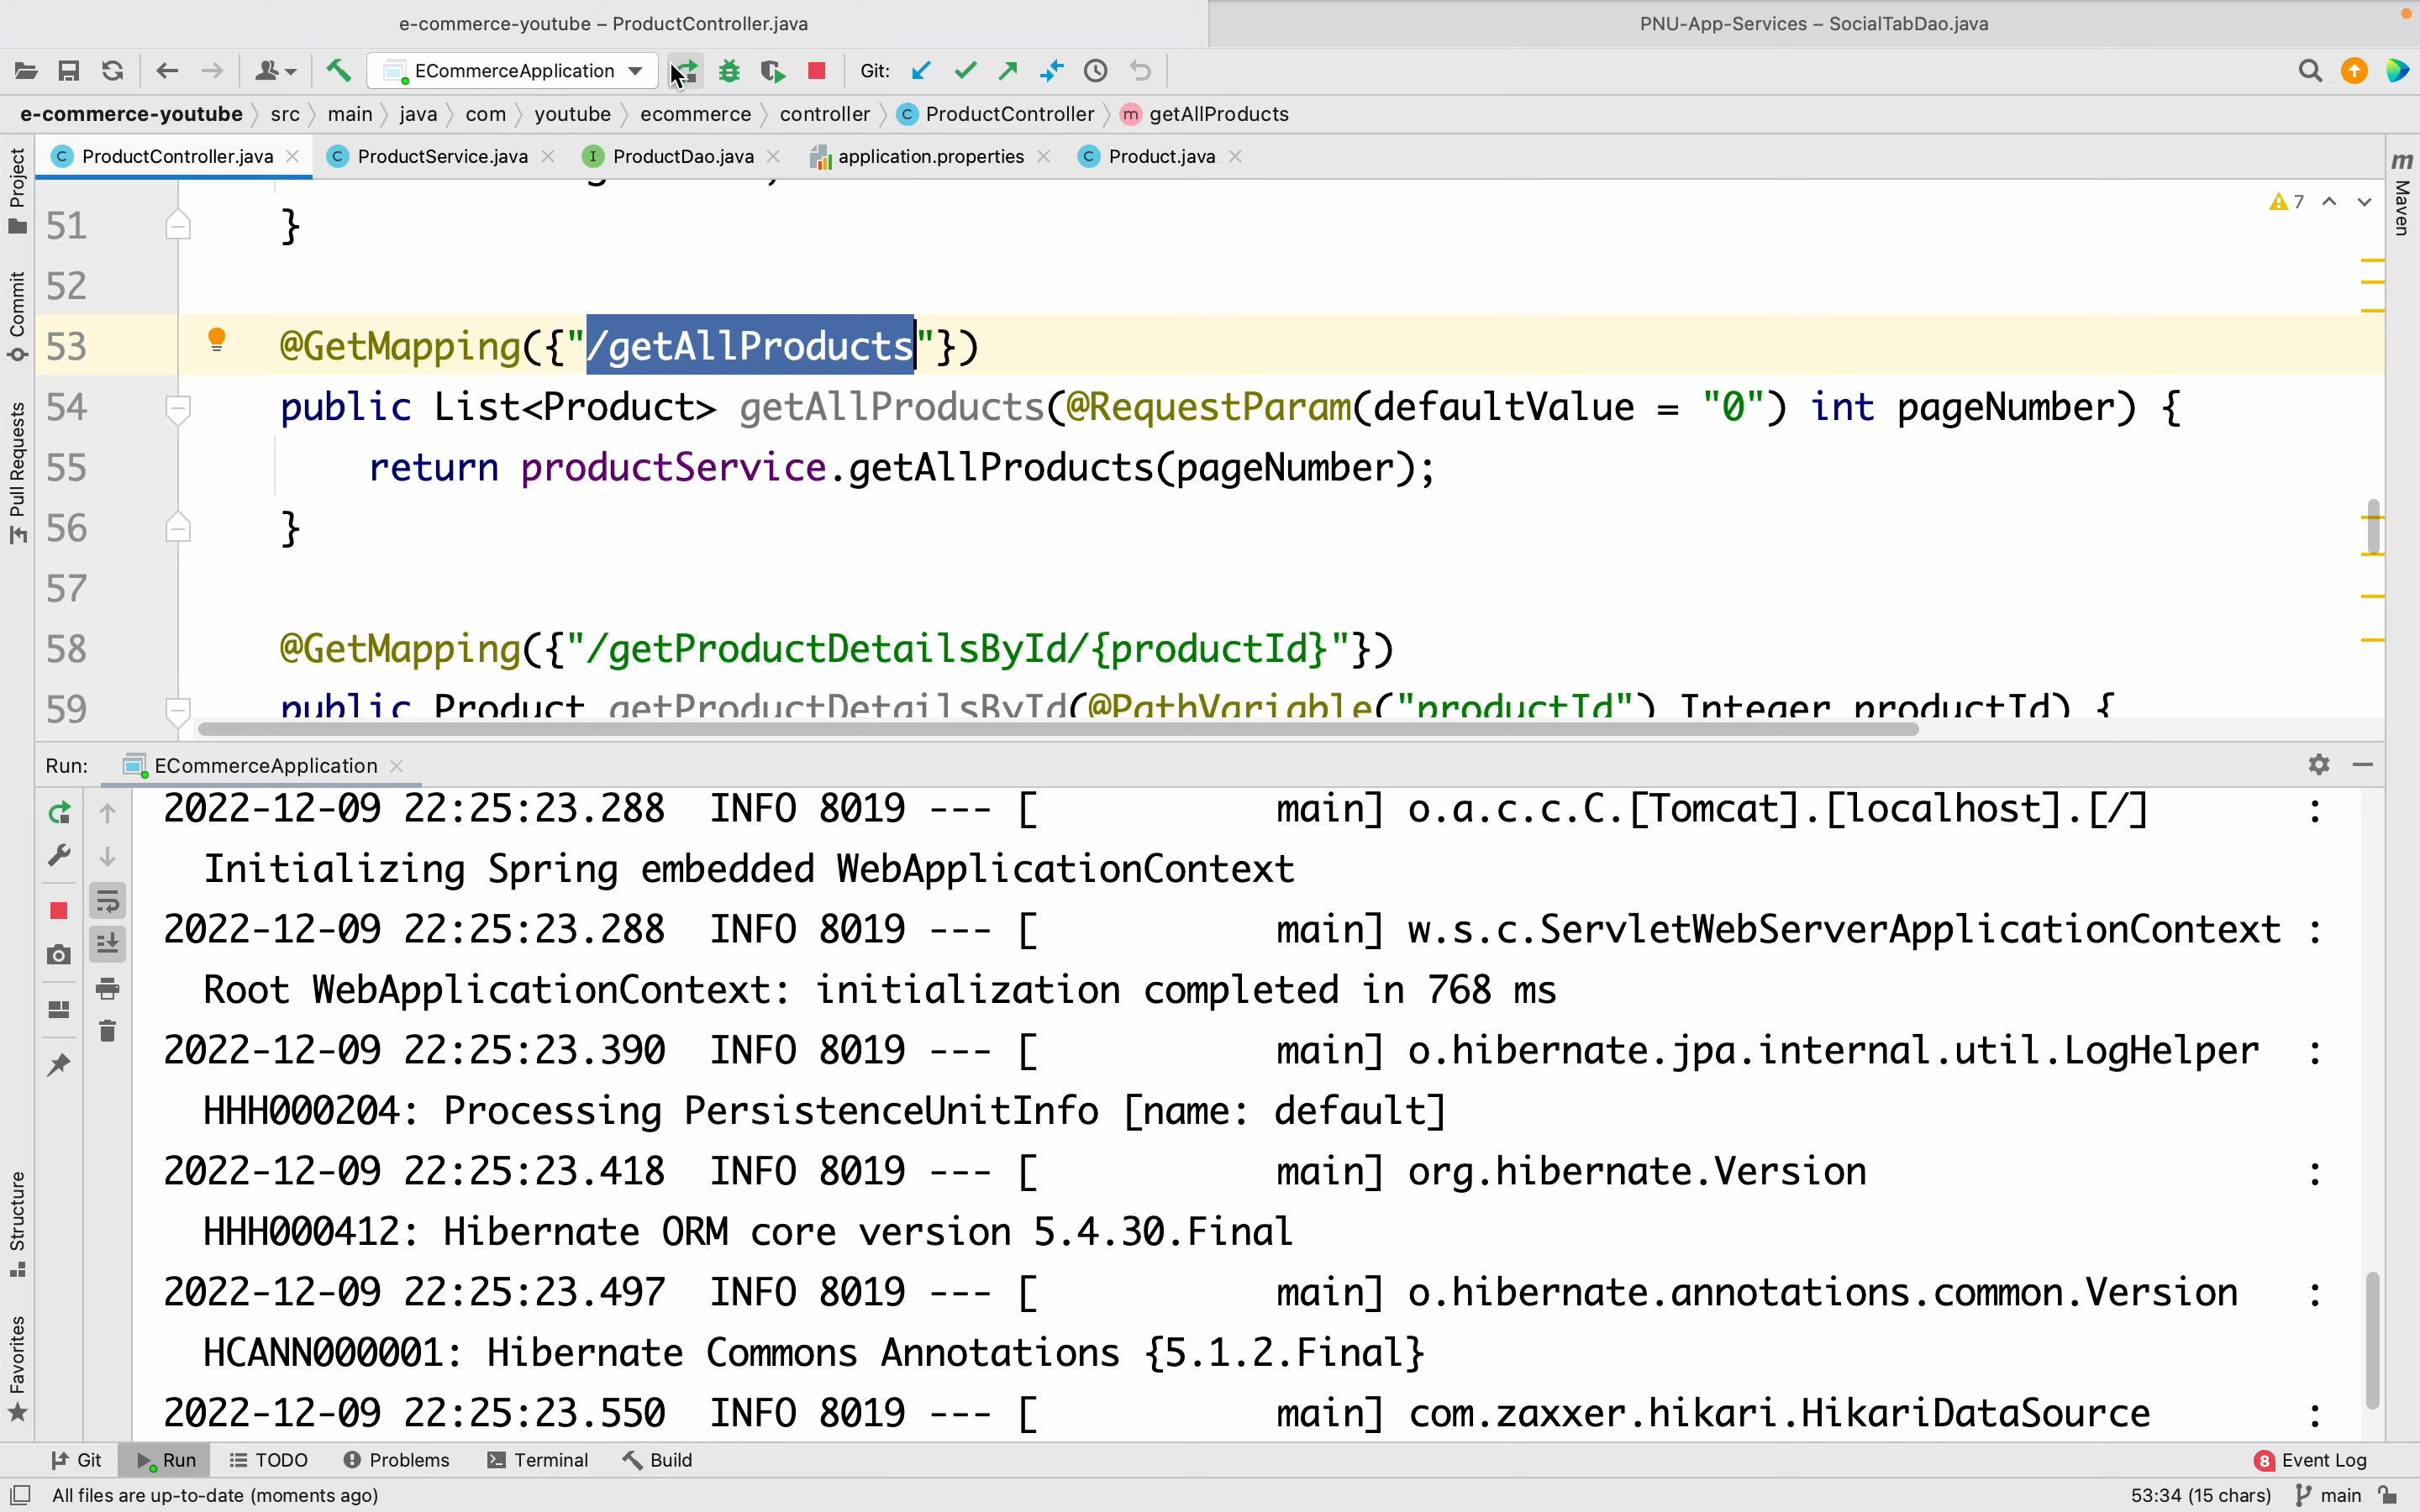 e-commerce-youtube – ProductController.java
PNU-App-Services – SocialTabDao.java
ECommerceApplication
Git:
e-commerce-youtube src main java com youtube ecommerce controller ProductController getAllProducts
ProductController.java ProductService.java ProductDao.java application.properties Product.java
Project
Commit
Pull Requests
Structure
Favorites
Maven
7
51 }
52
53 @GetMapping({"/getAllProducts"})
54 public List<Product> getAllProducts(@RequestParam(defaultValue = "0") int pageNumber) {
55 return productService.getAllProducts(pageNumber);
56 }
57
58 @GetMapping({"/getProductDetailsById/{productId}"})
59 public Product getProductDetailsById(@PathVariable("productId") Integer productId) {
Run: ECommerceApplication
2022-12-09 22:25:23.288  INFO 8019 --- [           main] o.a.c.c.C.[Tomcat].[localhost].[/]       :
Initializing Spring embedded WebApplicationContext
2022-12-09 22:25:23.288  INFO 8019 --- [           main] w.s.c.ServletWebServerApplicationContext :
Root WebApplicationContext: initialization completed in 768 ms
2022-12-09 22:25:23.390  INFO 8019 --- [           main] o.hibernate.jpa.internal.util.LogHelper  :
HHH000204: Processing PersistenceUnitInfo [name: default]
2022-12-09 22:25:23.418  INFO 8019 --- [           main] org.hibernate.Version                    :
HHH000412: Hibernate ORM core version 5.4.30.Final
2022-12-09 22:25:23.497  INFO 8019 --- [           main] o.hibernate.annotations.common.Version   :
HCANN000001: Hibernate Commons Annotations {5.1.2.Final}
2022-12-09 22:25:23.550  INFO 8019 --- [           main] com.zaxxer.hikari.HikariDataSource       :
Git Run TODO Problems Terminal Build 8 Event Log
All files are up-to-date (moments ago) 53:34 (15 chars) main